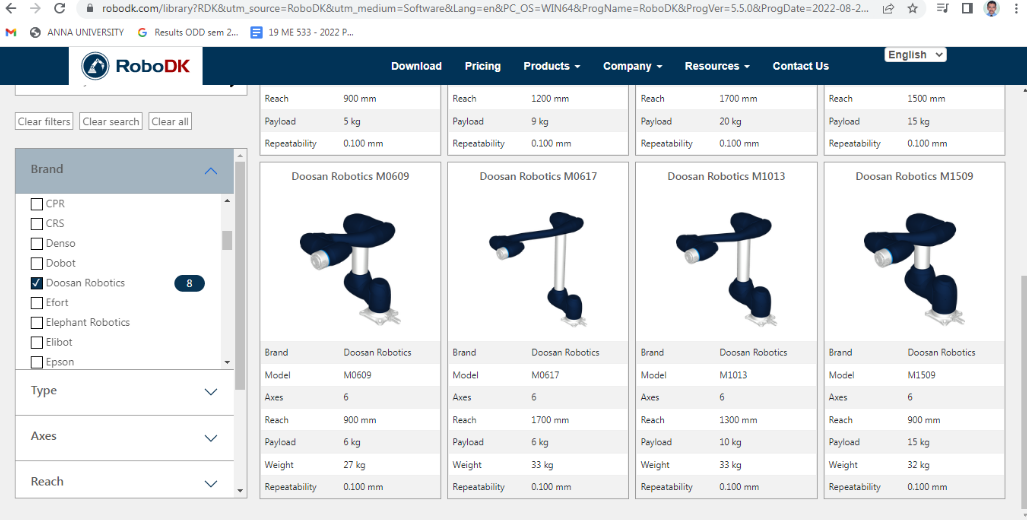 robodk.com/library?RDK&utm_source=RoboDK&utm_medium=Software&Lang=en&PC_OS=WIN64&ProgName=RoboDK&ProgVer=5.5.0&ProgDate=2022-08-2...
ANNA UNIVERSITY Results ODD sem 2... 19 ME 533 - 2022 P...
RoboDK Download Pricing Products Company Resources Contact Us English
Reach 900 mm Reach 1200 mm Reach 1700 mm Reach 1500 mm
Clear filters Clear search Clear all
Payload 5 kg Payload 9 kg Payload 20 kg Payload 15 kg
Repeatability 0.100 mm Repeatability 0.100 mm Repeatability 0.100 mm Repeatability 0.100 mm
Brand
CPR
CRS
Denso
Dobot
Doosan Robotics 8
Efort
Elephant Robotics
Elibot
Epson
Type
Axes
Reach
Doosan Robotics M0609 Doosan Robotics M0617 Doosan Robotics M1013 Doosan Robotics M1509
Brand Doosan Robotics Brand Doosan Robotics Brand Doosan Robotics Brand Doosan Robotics
Model M0609 Model M0617 Model M1013 Model M1509
Axes 6 Axes 6 Axes 6 Axes 6
Reach 900 mm Reach 1700 mm Reach 1300 mm Reach 900 mm
Payload 6 kg Payload 6 kg Payload 10 kg Payload 15 kg
Weight 27 kg Weight 33 kg Weight 33 kg Weight 32 kg
Repeatability 0.100 mm Repeatability 0.100 mm Repeatability 0.100 mm Repeatability 0.100 mm